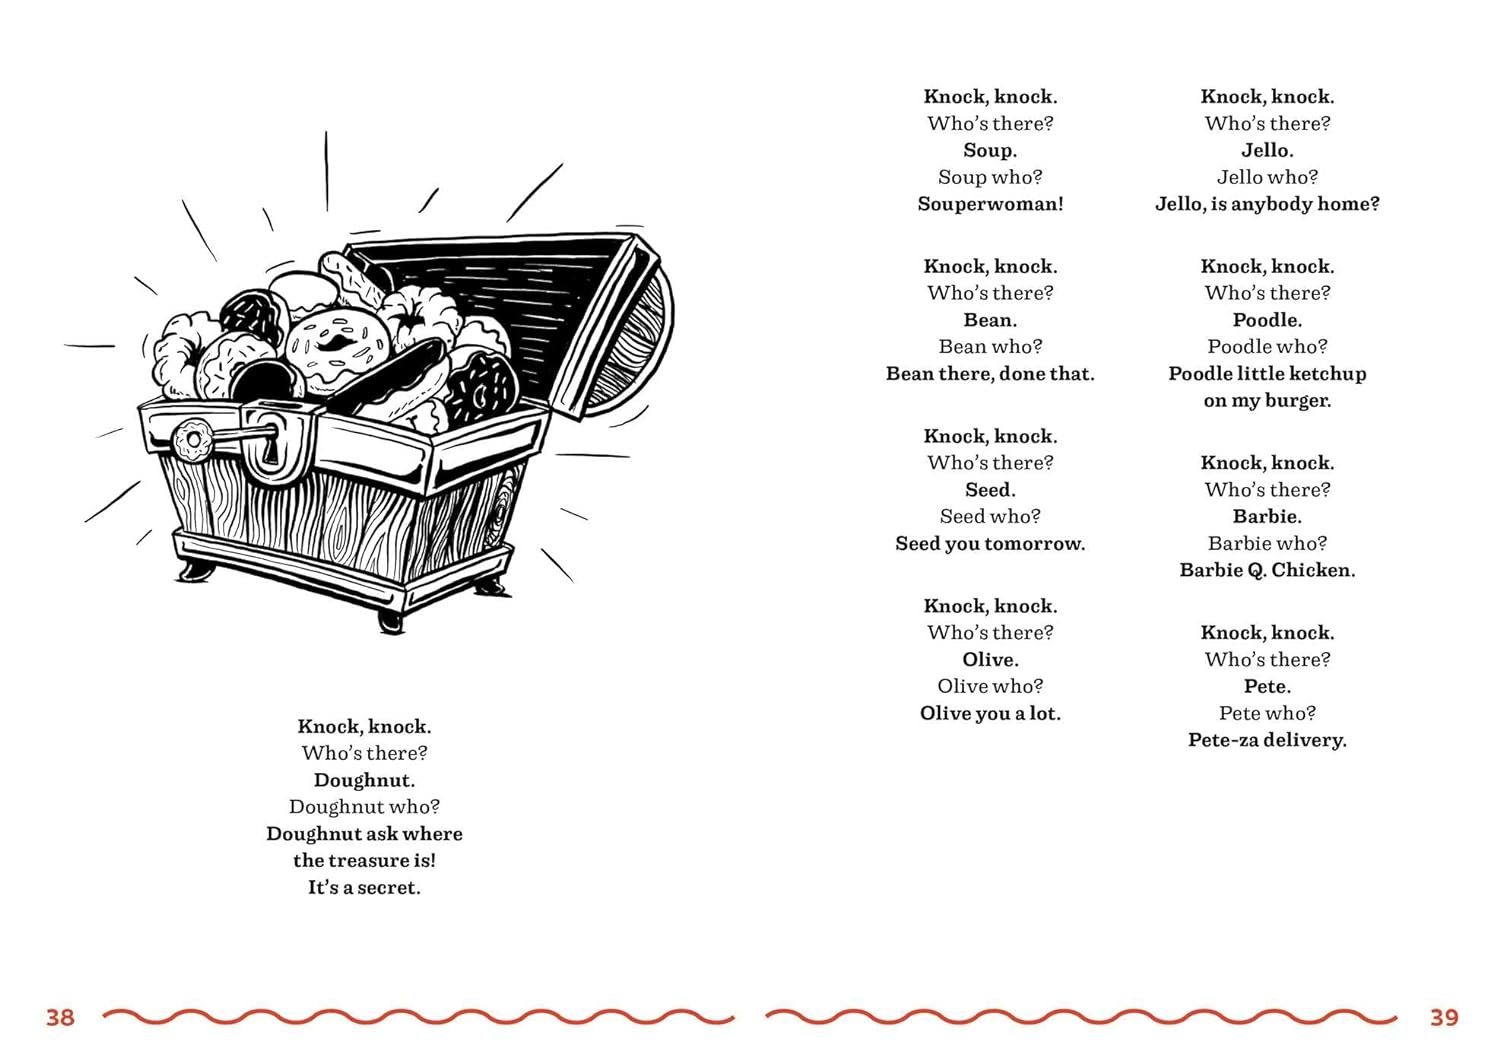 Knock, knock.
Who's there?
Doughnut.
Doughnut who?
Doughnut ask where
the treasure is!
It's a secret.
38
Knock, knock.
Who's there?
Soup.
Soup who?
Souperwoman!
Knock, knock.
Who's there?
Bean.
Bean who?
Bean there, done that.
Knock, knock.
Who's there?
Seed.
Seed who?
Seed you tomorrow.
Knock, knock.
Who's there?
Olive.
Olive who?
Olive you a lot.
Knock, knock.
Who's there?
Jello.
Jello who?
Jello, is anybody home?
Knock, knock.
Who's there?
Poodle.
Poodle who?
Poodle little ketchup
on my burger.
Knock, knock.
Who's there?
Barbie.
Barbie who?
Barbie Q. Chicken.
Knock, knock.
Who's there?
Pete.
Pete who?
Pete-za delivery.
39